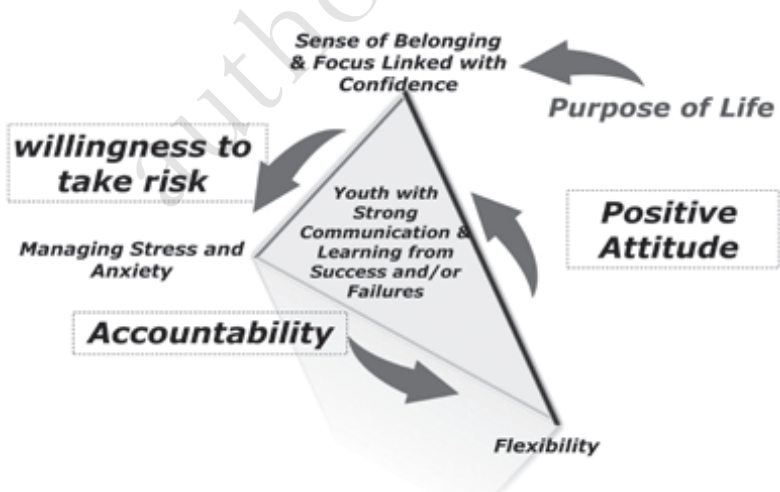 Sense of Belonging
& Focus Linked with
Confidence
Purpose of Life
willingness to
take risk
Youth with
Strong
Communication &
Learning from
Success and/or
Failures
Positive
Attitude
Managing Stress and
Anxiety
Accountability
Flexibility